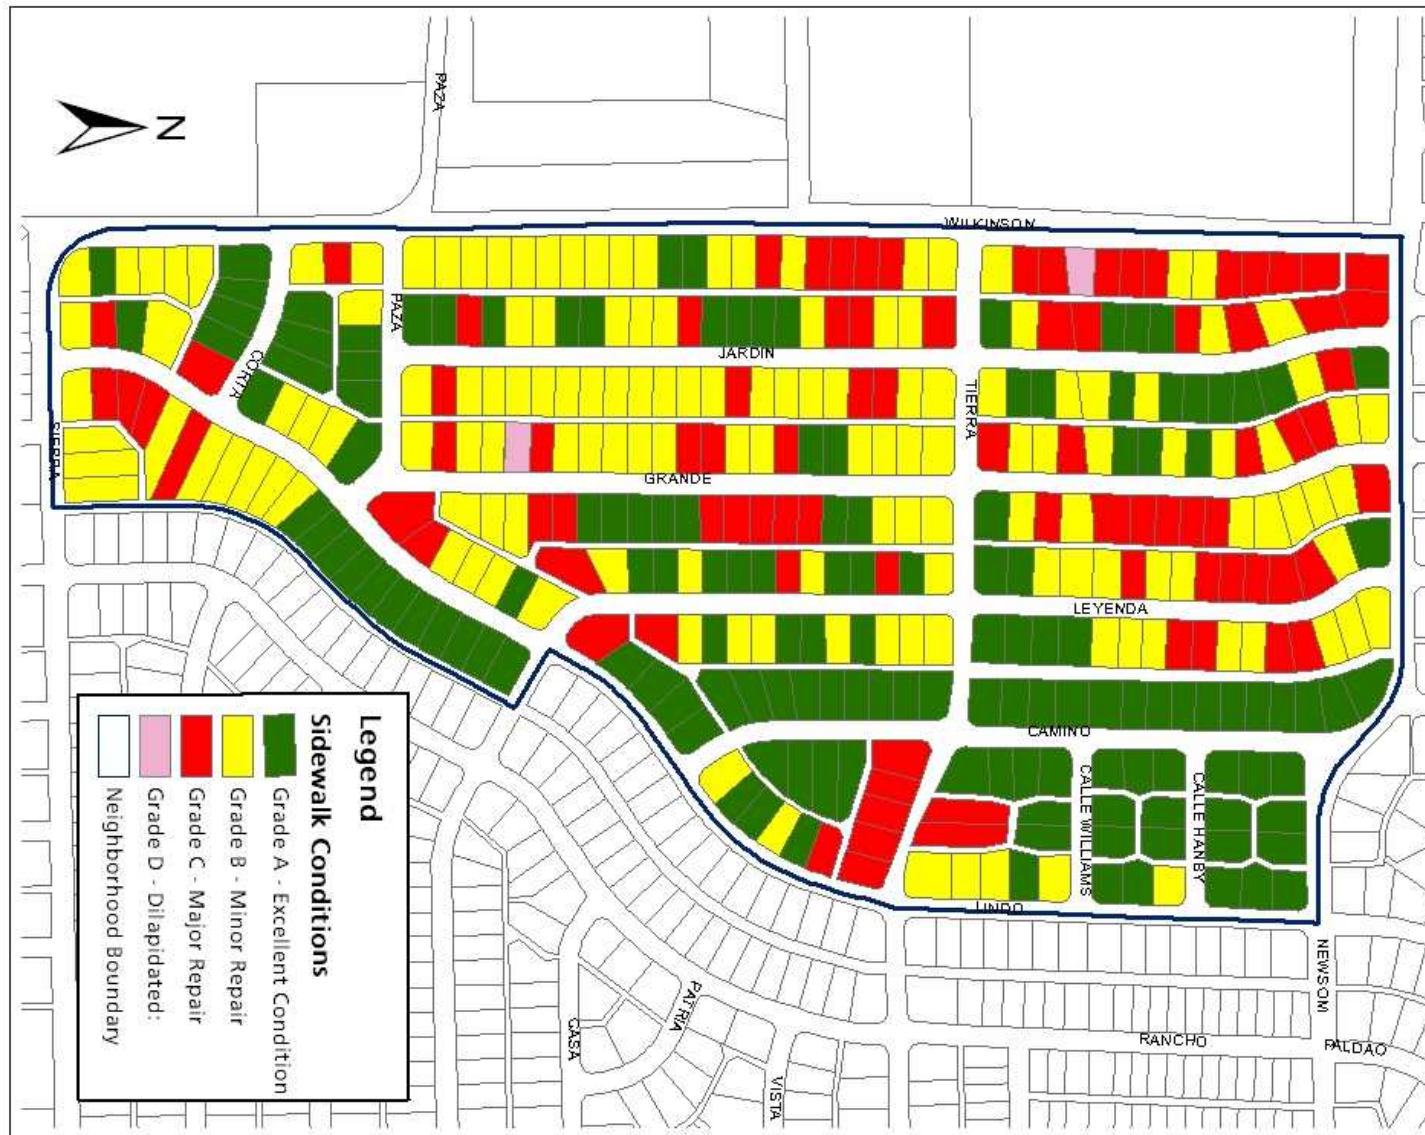 PAZA
N
WILKINSON
PAZA
JARDIN
CORTA
TIERRA
SIERRA
GRANDE
LEYENDA
CAMINO
CALLE WILLIAMS
CALLE HANBY
LINDO
NEWSOM
PATRIA
CASA
VISTA
RANCHO
PALDAO
Legend
Sidewalk Conditions
Grade A - Excellent Condition
Grade B - Minor Repair
Grade C - Major Repair
Grade D - Dilapidated:
Neighborhood Boundary